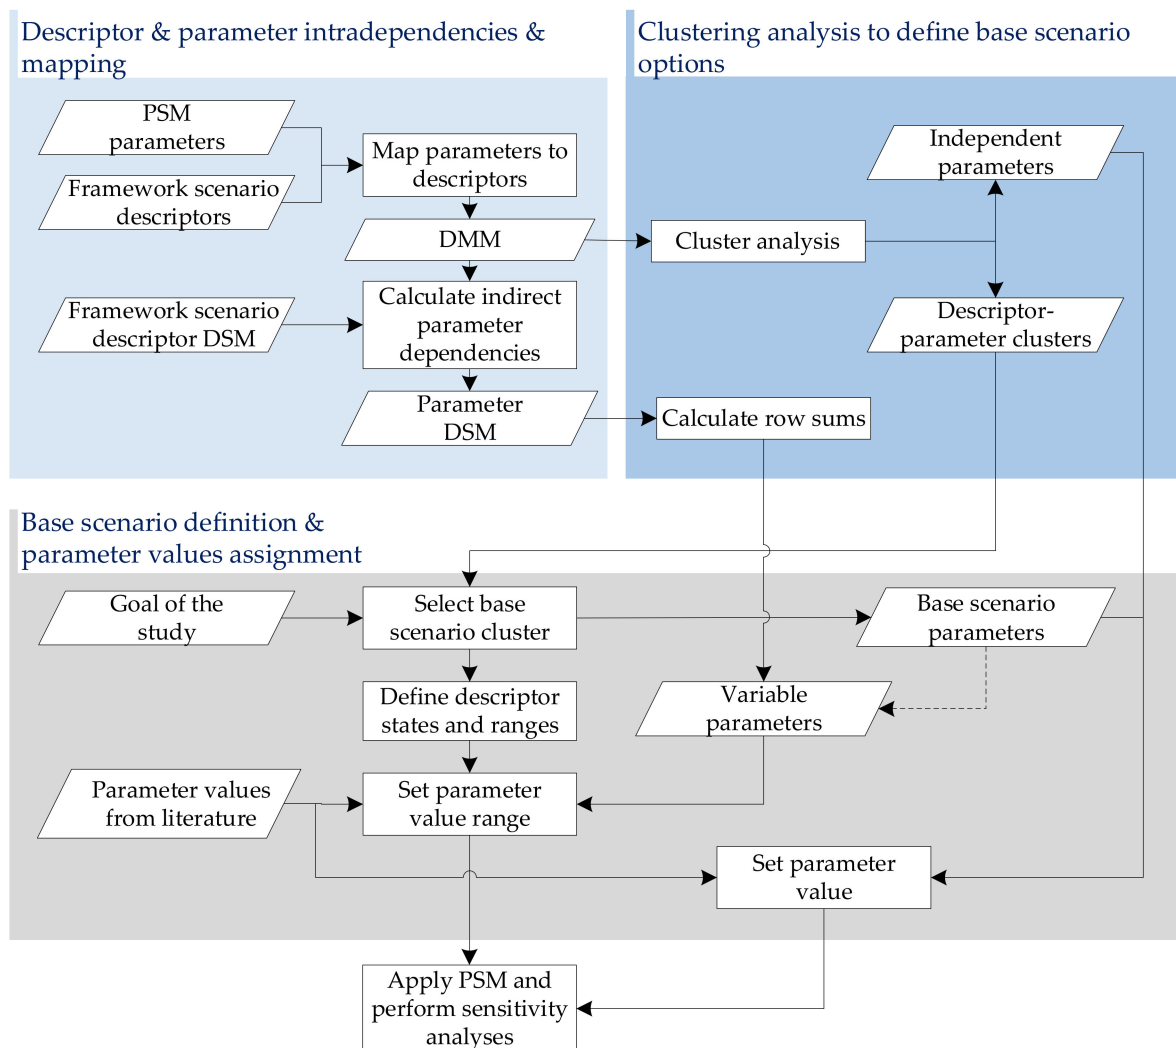 Descriptor & parameter intradependencies &
mapping
PSM
parameters
Framework scenario
descriptors
Map parameters to
descriptors
DMM
Framework scenario
descriptor DSM
Calculate indirect
parameter
dependencies
Parameter
DSM
Clustering analysis to define base scenario
options
Independent
parameters
Cluster analysis
Descriptor-
parameter clusters
Calculate row sums
Base scenario definition &
parameter values assignment
Goal of the
study
Select base
scenario cluster
Base scenario
parameters
Define descriptor
states and ranges
Variable
parameters
Parameter values
from literature
Set parameter
value range
Set parameter
value
Apply PSM and
perform sensitivity
analyses